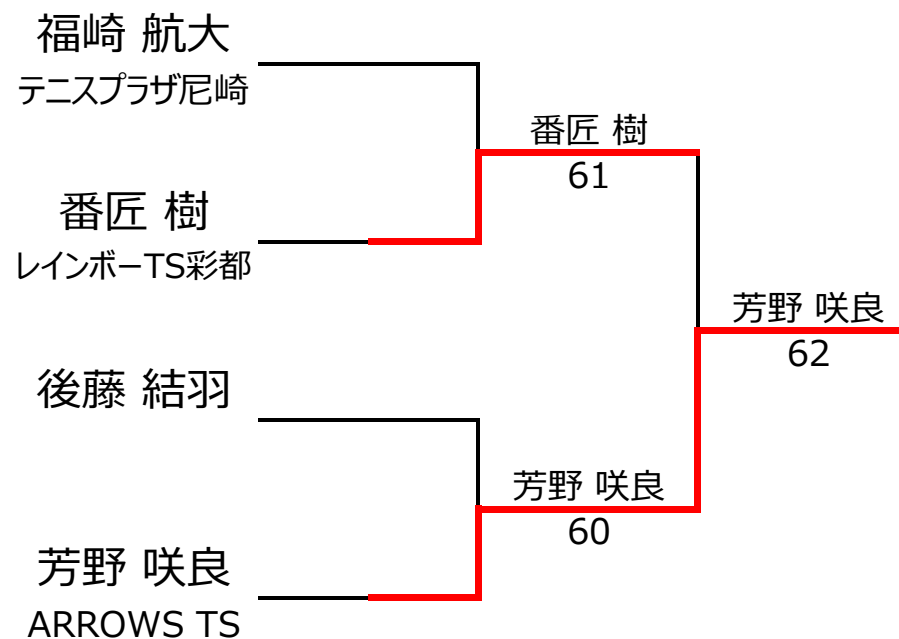 福崎 航大
テニスプラザ尼崎
番匠 樹
61
番匠 樹
レインボーTS彩都
芳野 咲良
62
後藤 結羽
芳野 咲良
60
芳野 咲良
ARROWS TS